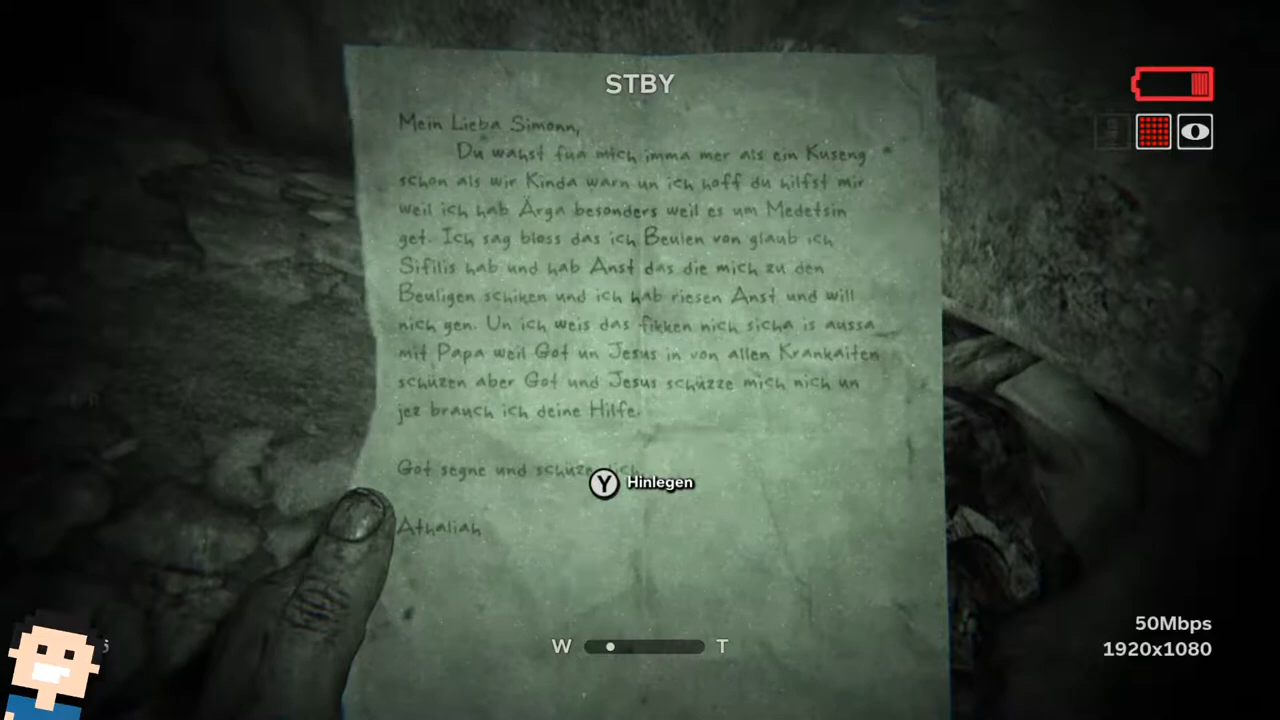 STBY
Mein Lieba Simonn,
Du wahst fua mich imma mer als ein Kuseng
schon als wir Kinda warn un ich hoff du hilfst mir
weil ich hab Ärga besonders weil es um Medetsin
get. Ich sag bloss das ich Beulen von glaub ich
Sifilis hab und hab Anst das die mich zu den
Beuligen schiken und ich hab riesen Anst und will
nich gen. Un ich weis das fikken nich sicha is aussa
mit Papa weil Got un Jesus in von allen Krankaiten
schüzen aber Got und Jesus schüzze mich nich un
jez brauch ich deine Hilfe.
Got segne und schüze
Y Hinlegen
Athaliah
50Mbps
W T
1920x1080